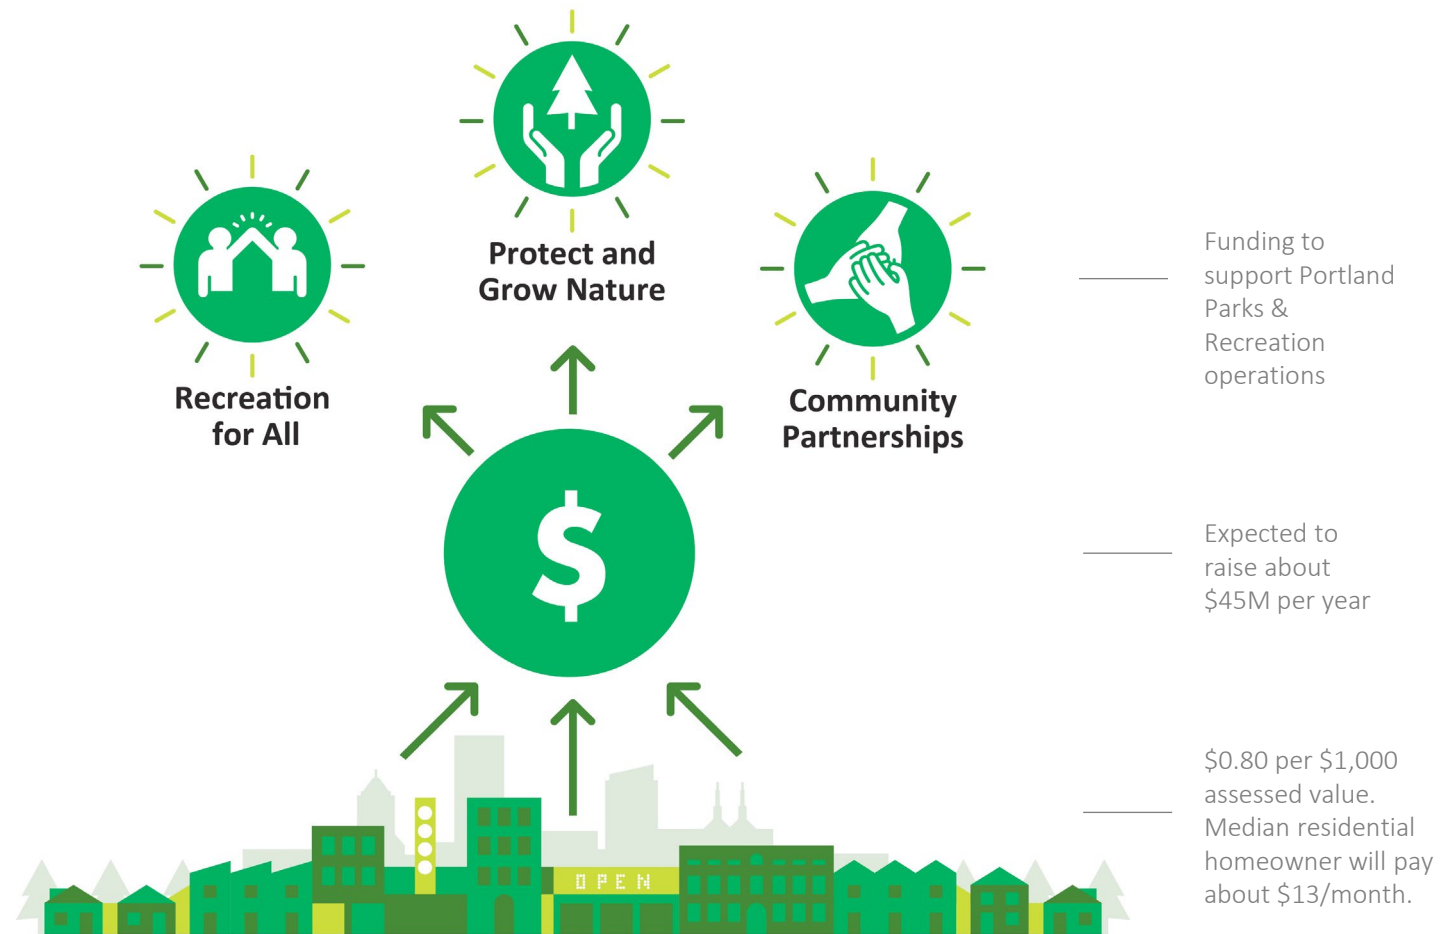 Protect and
Grow Nature
Recreation
for All
Community
Partnerships
$
OPEN
Funding to
support Portland
Parks &
Recreation
operations
Expected to
raise about
$45M per year
$0.80 per $1,000
assessed value.
Median residential
homeowner will pay
about $13/month.